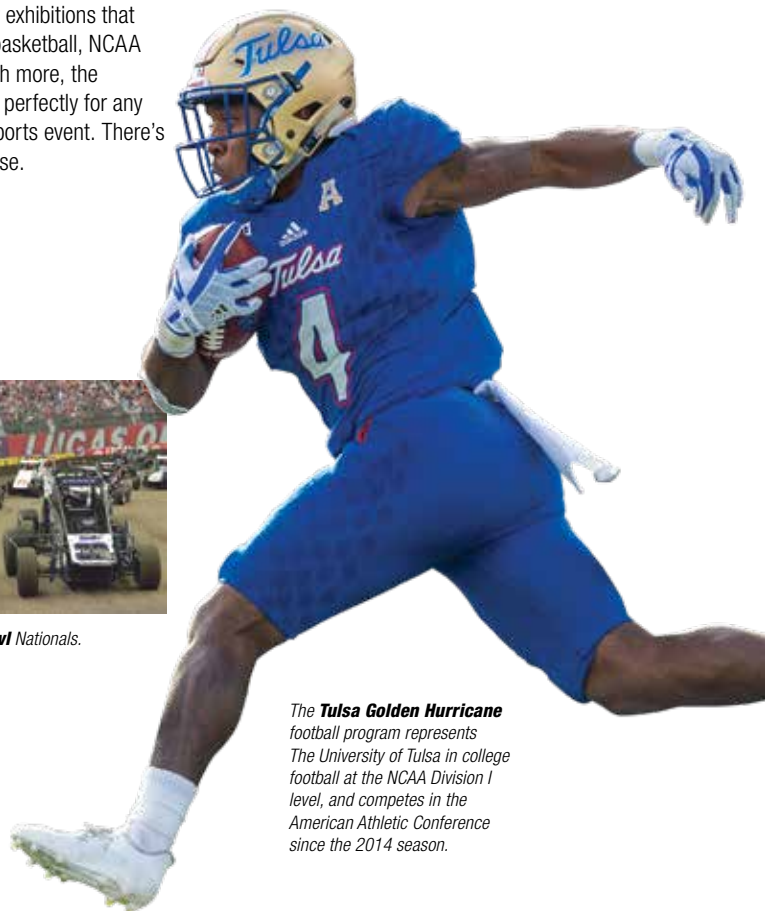 exhibitions that
basketball, NCAA
h more, the
perfectly for any
ports event. There's
se.
Tulsa
A
adidas
Tulsa
4
LUCAS O
wl Nationals.
The Tulsa Golden Hurricane
football program represents
The University of Tulsa in college
football at the NCAA Division I
level, and competes in the
American Athletic Conference
since the 2014 season.